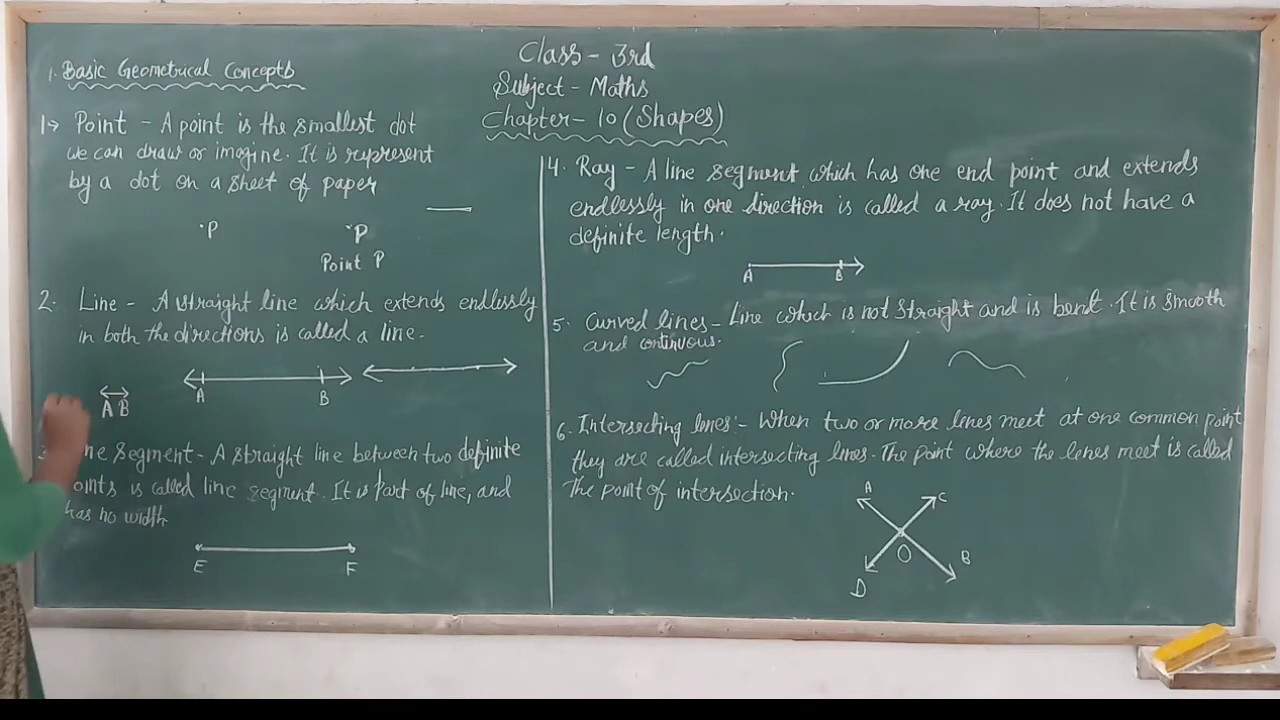 Class - 3rd
Subject - Maths
Chapter - 10 (Shapes)
1. Basic Geometrical Concepts
1→ Point - A point is the smallest dot
we can draw or imagine. It is represent
by a dot on a sheet of paper
.P
.P
Point P
2. Line - A straight line which extends endlessly
in both the directions is called a line.
A B
A B
3. ne Segment - A straight line between two definite
oints is called line segment. It is Part of line, and
has no width
E F
4. Ray - A line segment which has one end point and extends
endlessly in one direction is called a ray. It does not have a
definite length.
A B
5. Curved lines - Line which is not straight and is bent. It is smooth
and continuous.
6. Intersecting lines:- When two or more lines meet at one common point
they are called intersecting lines. The point where the lines meet is called
The point of intersection.
A C
O B
D